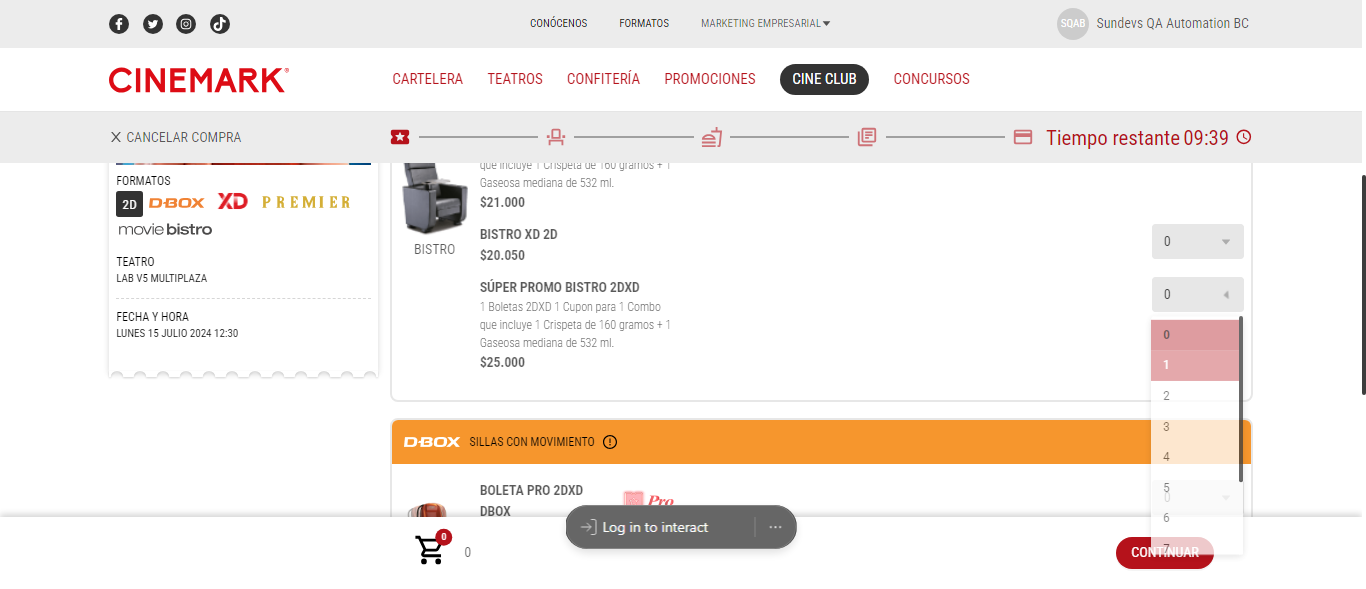 CONÓCENOS FORMATOS MARKETING EMPRESARIAL SQAB Sundevs QA Automation BC
CINEMARK CARTELERA TEATROS CONFITERÍA PROMOCIONES CINE CLUB CONCURSOS
X CANCELAR COMPRA Tiempo restante 09:39
FORMATOS
2D D-BOX XD PREMIER
movie bistro
TEATRO
LAB V5 MULTIPLAZA
FECHA Y HORA
LUNES 15 JULIO 2024 12:30
BISTRO
que incluye 1 Crispeta de 160 gramos + 1
Gaseosa mediana de 532 ml.
$21.000
BISTRO XD 2D
$20.050
0
SÚPER PROMO BISTRO 2DXD
1 Boletas 2DXD 1 Cupon para 1 Combo
que incluye 1 Crispeta de 160 gramos + 1
Gaseosa mediana de 532 ml.
$25.000
0
0
1
2
3
4
5
6
7
D-BOX SILLAS CON MOVIMIENTO
BOLETA PRO 2DXD
DBOX
Pro
0
0
0
Log in to interact
CONTINUAR